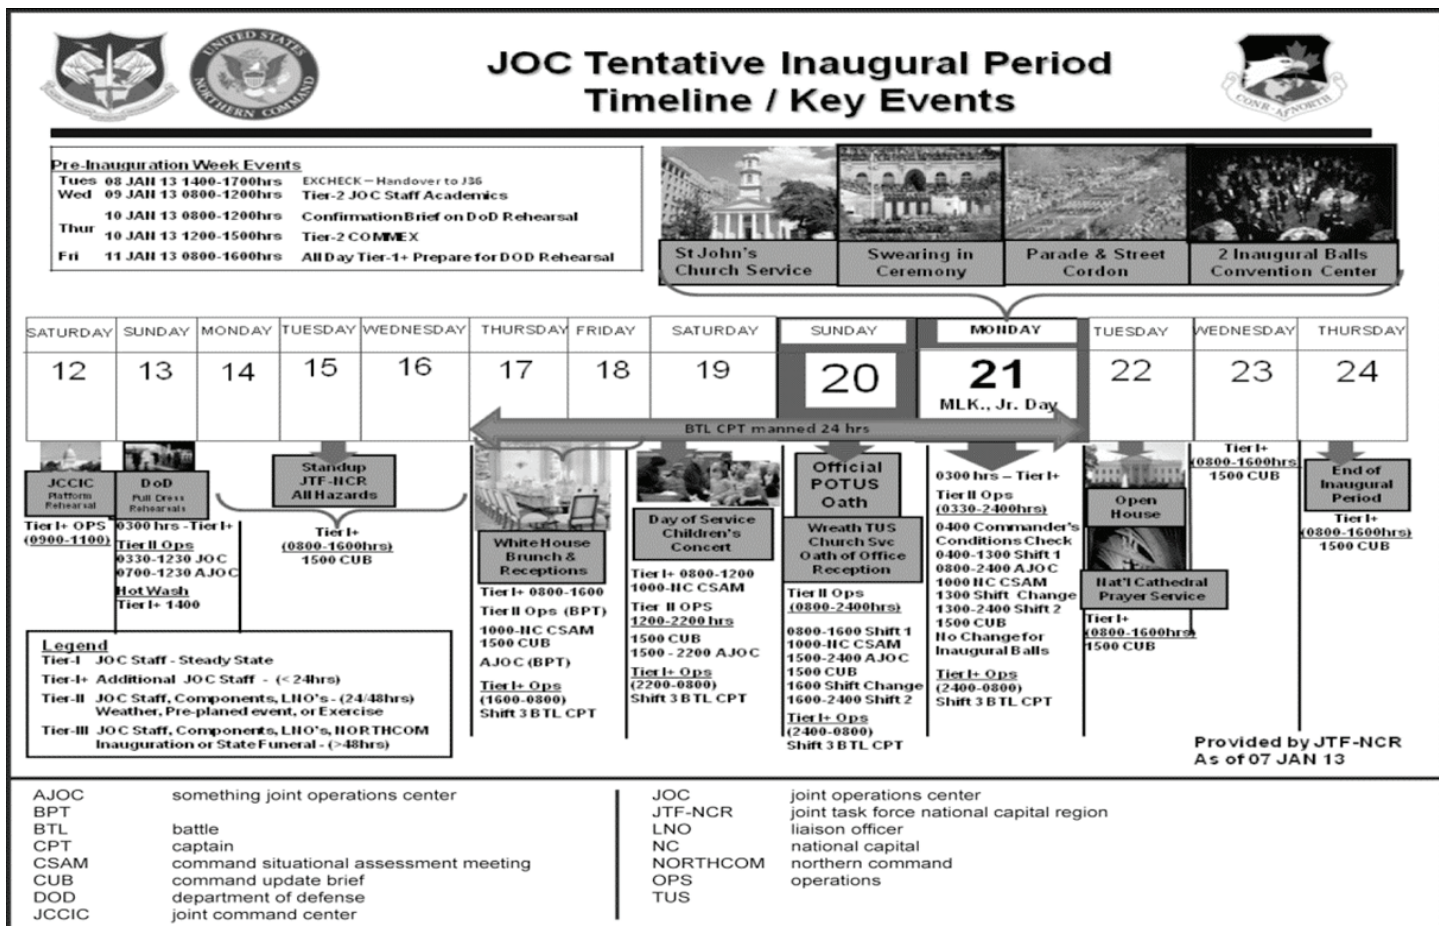 UNITED STATES
NORTHERN COMMAND
JOC Tentative Inaugural Period
Timeline / Key Events
CONR-AFNORTH
Pre-Inauguration Week Events
Tues 08 JAN 13 1400-1700hrs EXCHECK – Handover to J36
Wed 09 JAN 13 0800-1200hrs Tier-2 JOC Staff Academics
Thur 10 JAN 13 0800-1200hrs Confirmation Brief on DoD Rehearsal
10 JAN 13 1200-1500hrs Tier-2 COMMEX
Fri 11 JAN 13 0800-1600hrs All Day Tier-1+ Prepare for DOD Rehearsal
St John's
Church Service
Swearing in
Ceremony
Parade & Street
Cordon
2 Inaugural Balls
Convention Center
SATURDAY SUNDAY MONDAY TUESDAY WEDNESDAY THURSDAY FRIDAY SATURDAY SUNDAY MONDAY TUESDAY WEDNESDAY THURSDAY
12 13 14 15 16 17 18 19 20 21 22 23 24
MLK., Jr. Day
BTL CPT manned 24 hrs
JCCIC
Platform
Rehearsal
Tier I+ OPS
(0900-1100)
DoD
Full Dress
Rehearsals
0300 hrs -Tier I+
Tier II Ops
0330-1230 JOC
0700-1230 AJOC
Hot Wash
Tier I+ 1400
Standup
JTF-NCR
All Hazards
Tier I+
(0800-1600hrs)
1500 CUB
White House
Brunch &
Receptions
Tier I+ 0800-1600
Tier II Ops (BPT)
1000-NC CSAM
1500 CUB
AJOC (BPT)
Tier I+ Ops
(1600-0800)
Shift 3 BTL CPT
Day of Service
Children's
Concert
Tier I+ 0800-1200
1000-NC CSAM
Tier II OPS
1200-2200 hrs
1500 CUB
1500 - 2200 AJOC
Tier I+ Ops
(2200-0800)
Shift 3 BTL CPT
Official
POTUS
Oath
Wreath TUS
Church Svc
Oath of Office
Reception
Tier II Ops
(0800-2400hrs)
0800-1600 Shift 1
1000-NC CSAM
1500-2400 AJOC
1500 CUB
1600 Shift Change
1600-2400 Shift 2
Tier I+ Ops
(2400-0800)
Shift 3 BTL CPT
0300 hrs – Tier I+
Tier II Ops
(0330-2400hrs)
0400 Commander's
Conditions Check
0400-1300 Shift 1
0800-2400 AJOC
1000 NC CSAM
1300 Shift Change
1300-2400 Shift 2
1500 CUB
No Change for
Inaugural Balls
Tier I+ Ops
(2400-0800)
Shift 3 BTL CPT
Open
House
Nat'l Cathedral
Prayer Service
Tier I+
(0800-1600hrs)
1500 CUB
Tier I+
(0800-1600hrs)
1500 CUB
End of
Inaugural
Period
Tier I+
(0800-1600hrs)
1500 CUB
Legend
Tier-I JOC Staff - Steady State
Tier-I+ Additional JOC Staff - (< 24hrs)
Tier-II JOC Staff, Components, LNO's - (24/48hrs)
Weather, Pre-planed event, or Exercise
Tier-III JOC Staff, Components, LNO's, NORTHCOM
Inauguration or State Funeral - (>48hrs)
Provided by JTF-NCR
As of 07 JAN 13
AJOC something joint operations center
BPT
BTL battle
CPT captain
CSAM command situational assessment meeting
CUB command update brief
DOD department of defense
JCCIC joint command center
JOC joint operations center
JTF-NCR joint task force national capital region
LNO liaison officer
NC national capital
NORTHCOM northern command
OPS operations
TUS